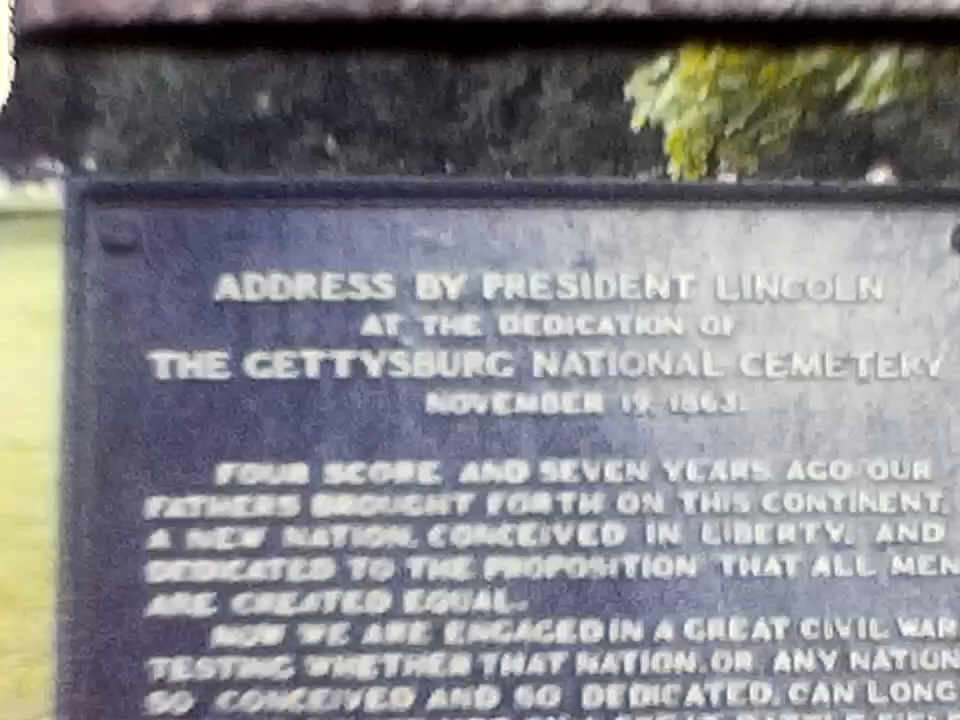 ADDRESS BY PRESIDENT LINCOLN
AT THE DEDICATION OF
THE GETTYSBURG NATIONAL CEMETERY
NOVEMBER 19, 1863.
FOUR SCORE AND SEVEN YEARS AGO OUR
FATHERS BROUGHT FORTH ON THIS CONTINENT,
A NEW NATION, CONCEIVED IN LIBERTY, AND
DEDICATED TO THE PROPOSITION THAT ALL MEN
ARE CREATED EQUAL.
NOW WE ARE ENGAGED IN A GREAT CIVIL WAR
TESTING WHETHER THAT NATION, OR ANY NATION
SO CONCEIVED AND SO DEDICATED, CAN LONG